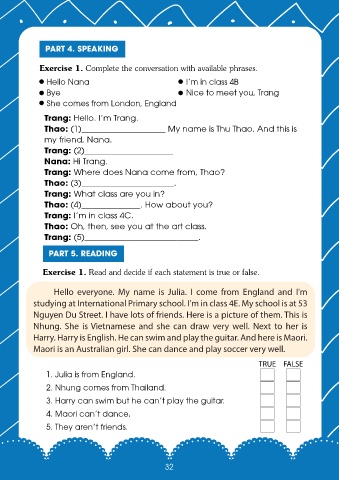 PART 4. SPEAKING
Exercise 1. Complete the conversation with available phrases.
• Hello Nana
• I'm in class 4B
• Bye
• Nice to meet you, Trang
• She comes from London, England
Trang: Hello. I'm Trang.
Thao: (1)____________________ My name is Thu Thao. And this is
my friend, Nana.
Trang: (2)_____________________
Nana: Hi Trang.
Trang: Where does Nana come from, Thao?
Thao: (3)______________________.
Trang: What class are you in?
Thao: (4)______________. How about you?
Trang: I'm in class 4C.
Thao: Oh, then, see you at the art class.
Trang: (5)___________________________.
PART 5. READING
Exercise 1. Read and decide if each statement is true or false.
Hello everyone. My name is Julia. I come from England and I'm
studying at International Primary school. I'm in class 4E. My school is at 53
Nguyen Du Street. I have lots of friends. Here is a picture of them. This is
Nhung. She is Vietnamese and she can draw very well. Next to her is
Harry. Harry is English. He can swim and play the guitar. And here is Maori.
Maori is an Australian girl. She can dance and play soccer very well.
TRUE FALSE
1. Julia is from England.
2. Nhung comes from Thailand.
3. Harry can swim but he can't play the guitar.
4. Maori can't dance.
5. They aren't friends.
32